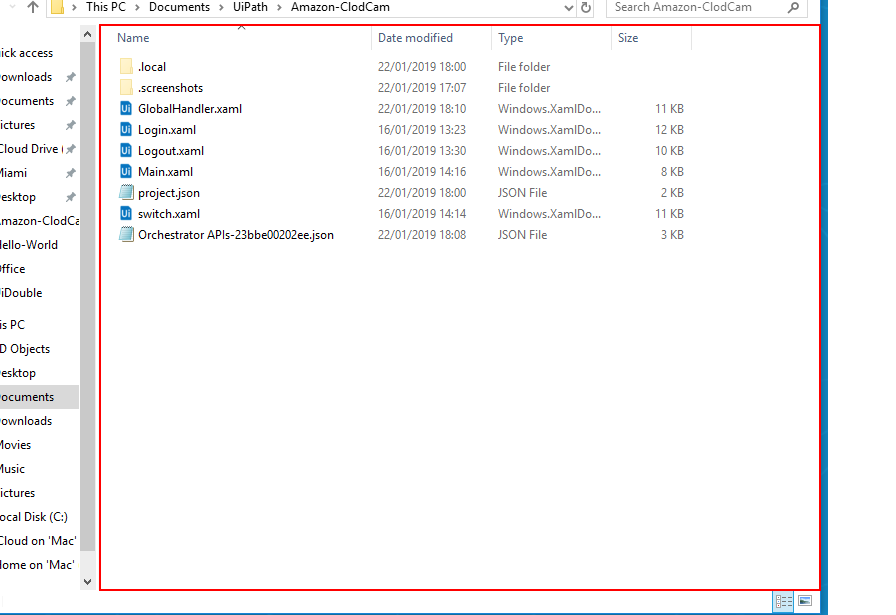 This PC > Documents > UiPath > Amazon-ClodCam
Search Amazon-ClodCam
Name Date modified Type Size
.local 22/01/2019 18:00 File folder
.screenshots 22/01/2019 17:07 File folder
GlobalHandler.xaml 22/01/2019 18:10 Windows.XamlDo... 11 KB
Login.xaml 16/01/2019 13:23 Windows.XamlDo... 12 KB
Logout.xaml 16/01/2019 13:30 Windows.XamlDo... 10 KB
Main.xaml 16/01/2019 14:16 Windows.XamlDo... 8 KB
project.json 22/01/2019 18:00 JSON File 2 KB
switch.xaml 16/01/2019 14:14 Windows.XamlDo... 11 KB
Orchestrator APIs-23bbe00202ee.json 22/01/2019 18:08 JSON File 3 KB
ick access
ownloads
ocuments
ictures
Cloud Drive (
iami
esktop
mazon-ClodCa
ello-World
ffice
iDouble
is PC
D Objects
esktop
ocuments
ownloads
ovies
usic
ictures
ocal Disk (C:)
Cloud on 'Mac'
ome on 'Mac'